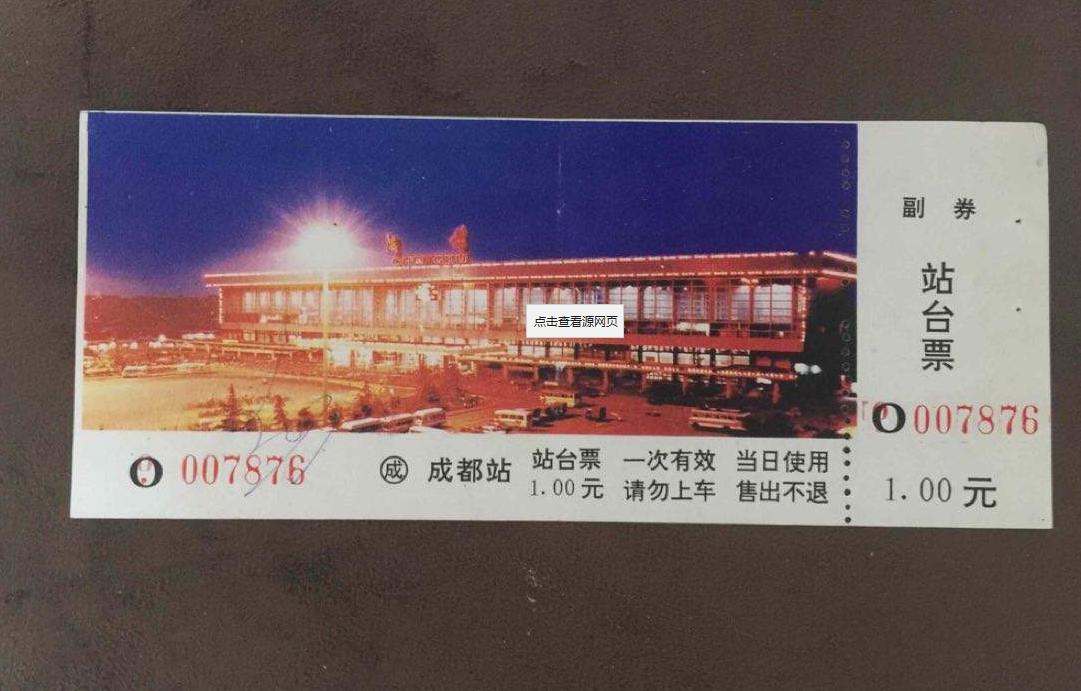 点击查看源网页
O 007876
成 成都站
站台票 一次有效 当日使用
1.00元 请勿上车 售出不退
副 券
站台票
O 007876
1.00元